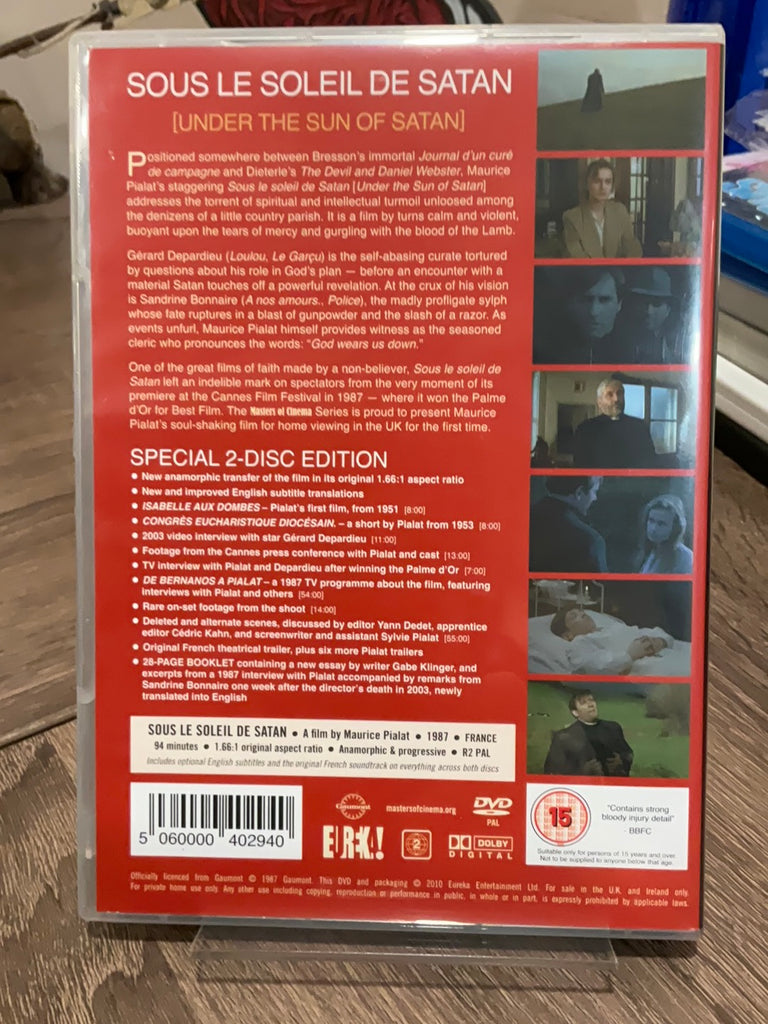 SOUS LE SOLEIL DE SATAN
[UNDER THE SUN OF SATAN]
Positioned somewhere between Bresson's immortal Journal d'un curé
de campagne and Dieterle's The Devil and Daniel Webster, Maurice
Pialat's staggering Sous le soleil de Satan [Under the Sun of Satan]
addresses the torrent of spiritual and intellectual turmoil unloosed among
the denizens of a little country parish. It is a film by turns calm and violent,
buoyant upon the tears of mercy and gurgling with the blood of the Lamb.
Gérard Depardieu (Loulou, Le Garçu) is the self-abasing curate tortured
by questions about his role in God's plan — before an encounter with a
material Satan touches off a powerful revelation. At the crux of his vision
is Sandrine Bonnaire (A nos amours., Police), the madly profligate sylph
whose fate ruptures in a blast of gunpowder and the slash of a razor. As
events unfurl, Maurice Pialat himself provides witness as the seasoned
cleric who pronounces the words: "God wears us down."
One of the great films of faith made by a non-believer, Sous le soleil de
Satan left an indelible mark on spectators from the very moment of its
premiere at the Cannes Film Festival in 1987 — where it won the Palme
d'Or for Best Film. The Masters of Cinema Series is proud to present Maurice
Pialat's soul-shaking film for home viewing in the UK for the first time.
SPECIAL 2-DISC EDITION
• New anamorphic transfer of the film in its original 1.66:1 aspect ratio
• New and improved English subtitle translations
• ISABELLE AUX DOMBES – Pialat's first film, from 1951 [8:00]
• CONGRÈS EUCHARISTIQUE DIOCÉSAIN. – a short by Pialat from 1953 [8:00]
• 2003 video interview with star Gérard Depardieu [11:00]
• Footage from the Cannes press conference with Pialat and cast [13:00]
• TV interview with Pialat and Depardieu after winning the Palme d'Or [7:00]
• DE BERNANOS A PIALAT – a 1987 TV programme about the film, featuring
interviews with Pialat and others [54:00]
• Rare on-set footage from the shoot [14:00]
• Deleted and alternate scenes, discussed by editor Yann Dedet, apprentice
editor Cédric Kahn, and screenwriter and assistant Sylvie Pialat [55:00]
• Original French theatrical trailer, plus six more Pialat trailers
• 28-PAGE BOOKLET containing a new essay by writer Gabe Klinger, and
excerpts from a 1987 interview with Pialat accompanied by remarks from
Sandrine Bonnaire one week after the director's death in 2003, newly
translated into English
SOUS LE SOLEIL DE SATAN • A film by Maurice Pialat • 1987 • FRANCE
94 minutes • 1.66:1 original aspect ratio • Anamorphic & progressive • R2 PAL
Includes optional English subtitles and the original French soundtrack on everything across both discs
5 060000 402940
Gaumont
mastersofcinema.org
DVD
PAL
EUREKA!
2
DOLBY
DIGITAL
15
"Contains strong
bloody injury detail"
- BBFC
Suitable only for persons of 15 years and over.
Not to be supplied to anyone below that age.
Officially licenced from Gaumont © 1987 Gaumont. This DVD and packaging © 2010 Eureka Entertainment Ltd. For sale in the U.K. and Ireland only.
For private home use only. Any other use including copying, reproduction or performance in public, in whole or in part, is expressly prohibited by applicable laws.